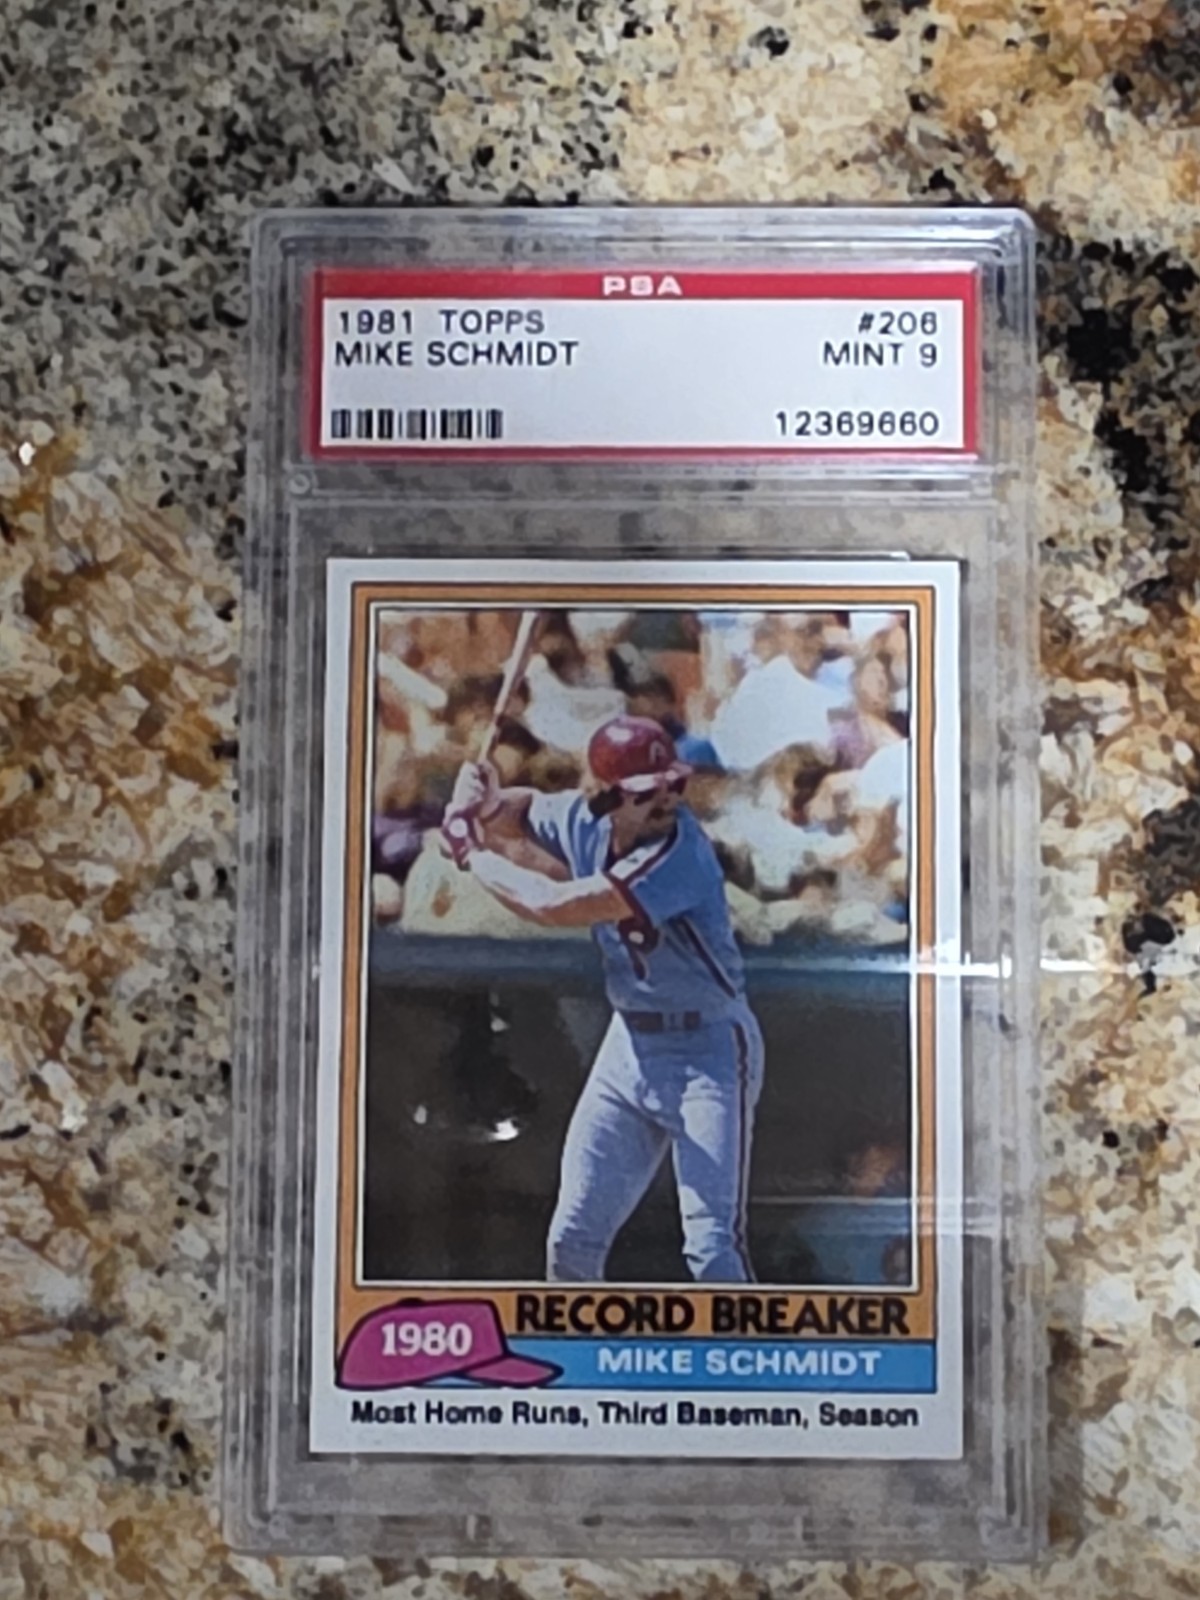 PSA
1981 TOPPS #206
MIKE SCHMIDT MINT 9
12369660
1980 RECORD BREAKER
MIKE SCHMIDT
Most Home Runs, Third Baseman, Season